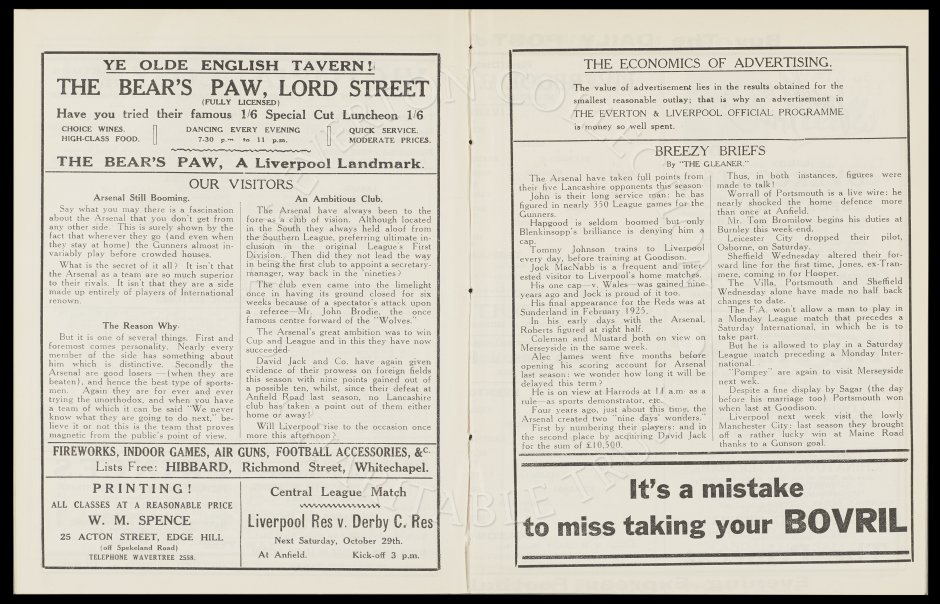 YE OLDE ENGLISH TAVERN!
THE BEAR'S PAW, LORD STREET
(FULLY LICENSED)
Have you tried their famous 1/6 Special Cut Luncheon 1/6
CHOICE WINES.
HIGH-CLASS FOOD.
DANCING EVERY EVENING
7-30 p.m. to 11 p.m.
QUICK SERVICE.
MODERATE PRICES.
THE BEAR'S PAW, A Liverpool Landmark.
OUR VISITORS
Arsenal Still Booming.
Say what you may there is a fascination
about the Arsenal that you don't get from
any other side. This is surely shown by the
fact that wherever they go (and even when
they stay at home) the Gunners almost in-
variably play before crowded houses.
What is the secret of it all? It isn't that
the Arsenal as a team are so much superior
to their rivals. It isn't that they are a side
made up entirely of players of International
renown.
The Reason Why
But it is one of several things. First and
foremost comes personality. Nearly every
member of the side has something about
him which is distinctive. Secondly the
Arsenal are good losers—(when they are
beaten), and hence the best type of sports-
men. Again they are for ever and ever
trying the unorthodox, and when you have
a team of which it can be said "We never
know what they are going to do next," be-
lieve it or not this is the team that proves
magnetic from the public's point of view.
An Ambitious Club.
The Arsenal have always been to the
fore as a club of vision. Although located
in the South they always held aloof from
the Southern League, preferring ultimate in-
clusion in the original League's First
Division. Then did they not lead the way
in being the first club to appoint a secretary-
manager, way back in the 'nineties?
The club even came into the limelight
once in having its ground closed for six
weeks because of a spectator's attack upon
a referee—Mr. John Brodie, the once
famous centre forward of the "Wolves."
The Arsenal's great ambition was to win
Cup and League and in this they have now
succeeded.
David Jack and Co. have again given
evidence of their prowess on foreign fields
this season with nine points gained out of
a possible ten, whilst, since their defeat at
Anfield Road last season, no Lancashire
club has taken a point out of them either
home or away!
Will Liverpool rise to the occasion once
more this afternoon?
FIREWORKS, INDOOR GAMES, AIR GUNS, FOOTBALL ACCESSORIES, &C.
Lists Free: HIBBARD, Richmond Street, Whitechapel.
PRINTING!
ALL CLASSES AT A REASONABLE PRICE
W. M. SPENCE
25 ACTON STREET, EDGE HILL
(off Spekeland Road)
TELEPHONE WAVERTREE 2558.
Central League Match
Liverpool Res v. Derby C. Res
Next Saturday, October 29th.
At Anfield. Kick-off 3 p.m.
THE ECONOMICS OF ADVERTISING.
The value of advertisement lies in the results obtained for the
smallest reasonable outlay; that is why an advertisement in
THE EVERTON & LIVERPOOL OFFICIAL PROGRAMME
is money so well spent.
BREEZY BRIEFS
By "THE GLEANER."
The Arsenal have taken full points from
their five Lancashire opponents this season
John is their long service man: he has
figured in nearly 350 League games for the
Gunners.
Hapgood is seldom boomed but only
Blenkinsopp's brilliance is denying him a
cap.
Tommy Johnson trains to Liverpool
every day, before training at Goodison.
Jock MacNabb is a frequent and inter-
ested visitor to Liverpool's home matches.
His one cap—v. Wales—was gained nine
years ago and Jock is proud of it too.
His final appearance for the Reds was at
Sunderland in February 1925.
In his early days with the Arsenal,
Roberts figured at right half.
Coleman and Mustard both on view on
Merseyside in the same week.
Alec James went five months before
opening his scoring account for Arsenal
last season: we wonder how long it will be
delayed this term?
He is on view at Harrods at 11 a.m. as a
rule—as sports demonstrator, etc.
Four years ago, just about this time, the
Arsenal created two "nine days' wonders."
First by numbering their players: and in
the second place by acquiring David Jack
for the sum of £10,500.
Thus, in both instances, figures were
made to talk!
Worrall of Portsmouth is a live wire: he
nearly shocked the home defence more
than once at Anfield.
Mr. Tom Bromilow begins his duties at
Burnley this week-end.
Leicester City dropped their pilot,
Osborne, on Saturday.
Sheffield Wednesday altered their for-
ward line for the first time, Jones, ex-Tran-
mere, coming in for Hooper.
The Villa, Portsmouth and Sheffield
Wednesday alone have made no half back
changes to date.
The F.A. won't allow a man to play in
a Monday League match that precedes a
Saturday International, in which he is to
take part.
But he is allowed to play in a Saturday
League match preceding a Monday Inter-
national.
"Pompey" are again to visit Merseyside
next week.
Despite a fine display by Sagar (the day
before his marriage too) Portsmouth won
when last at Goodison.
Liverpool next week visit the lowly
Manchester City: last season they brought
off a rather lucky win at Maine Road
thanks to a Gunson goal.
It's a mistake
to miss taking your BOVRIL